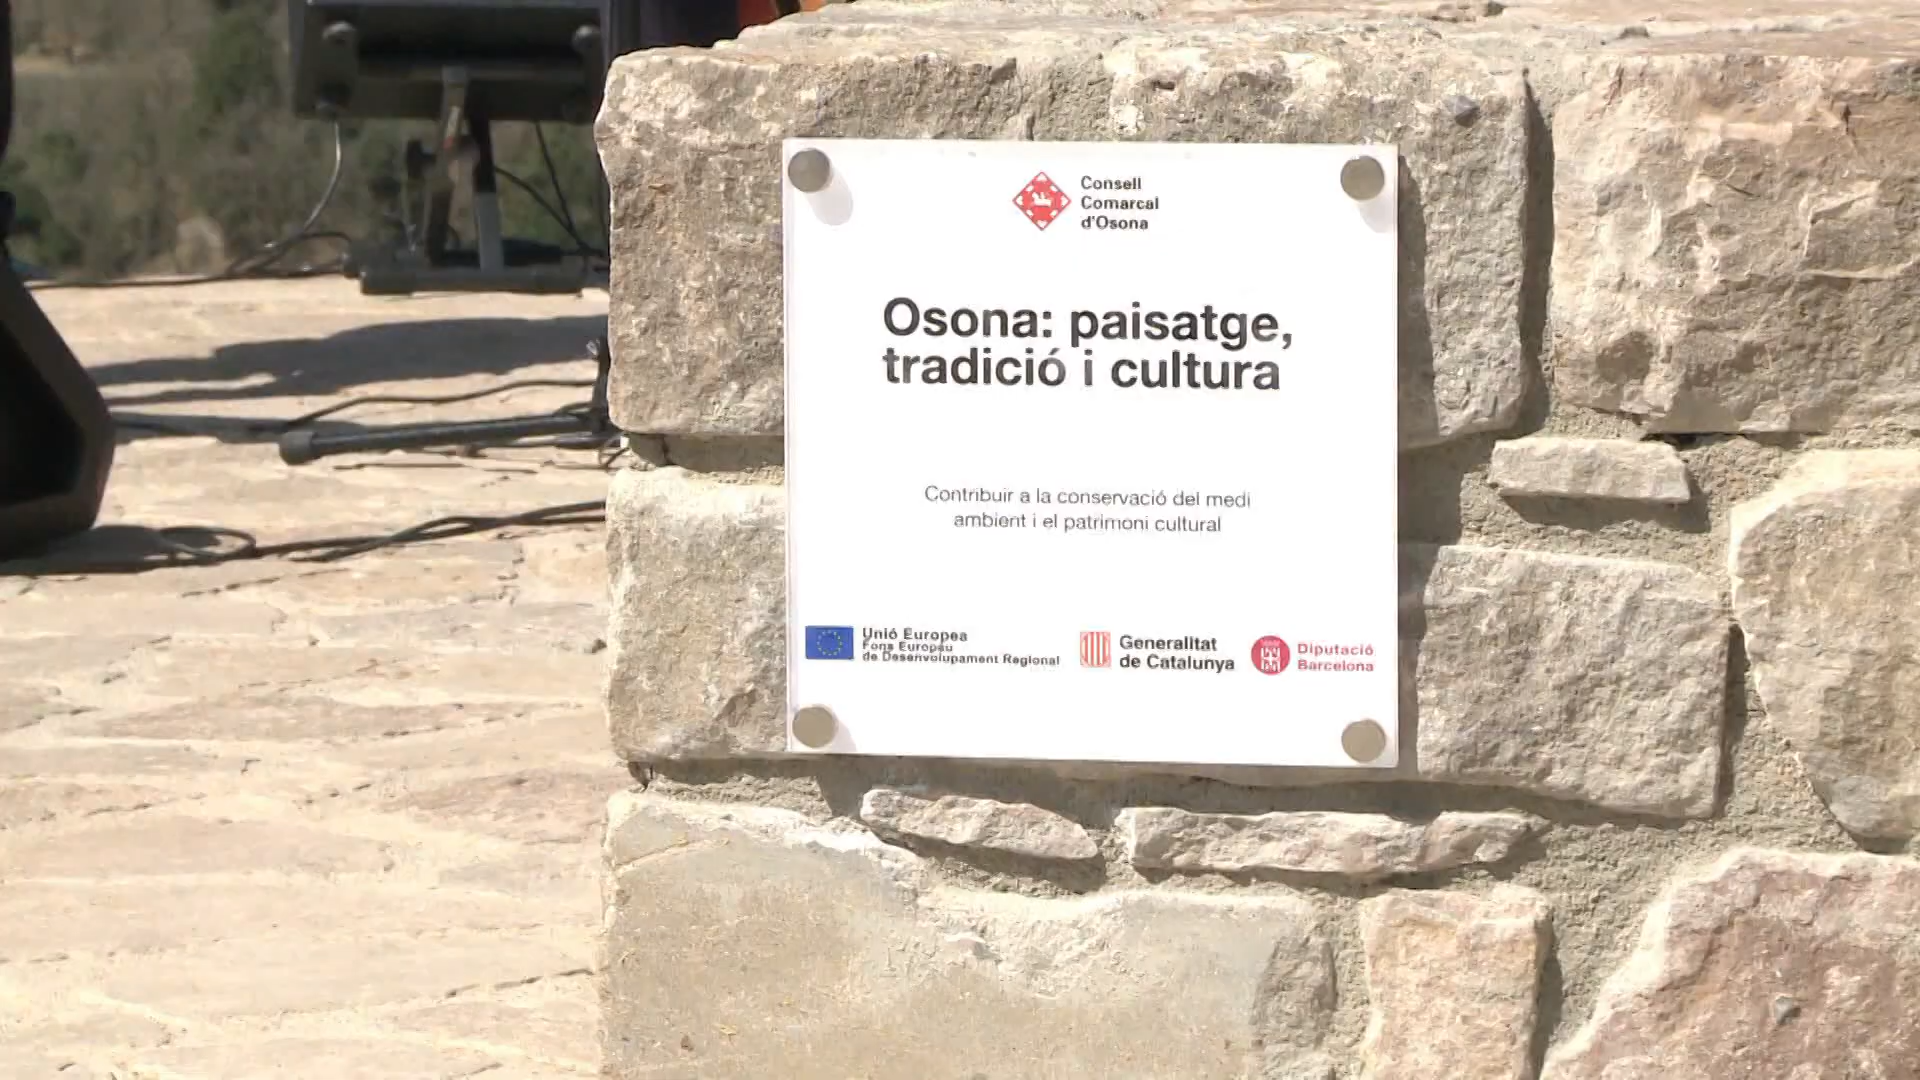 Consell
Comarcal
d'Osona
Osona: paisatge,
tradició i cultura
Contribuir a la conservació del medi
ambient i el patrimoni cultural
Unió Europea
Fons Europeu
de Desenvolupament Regional
Generalitat
de Catalunya
Diputació
Barcelona